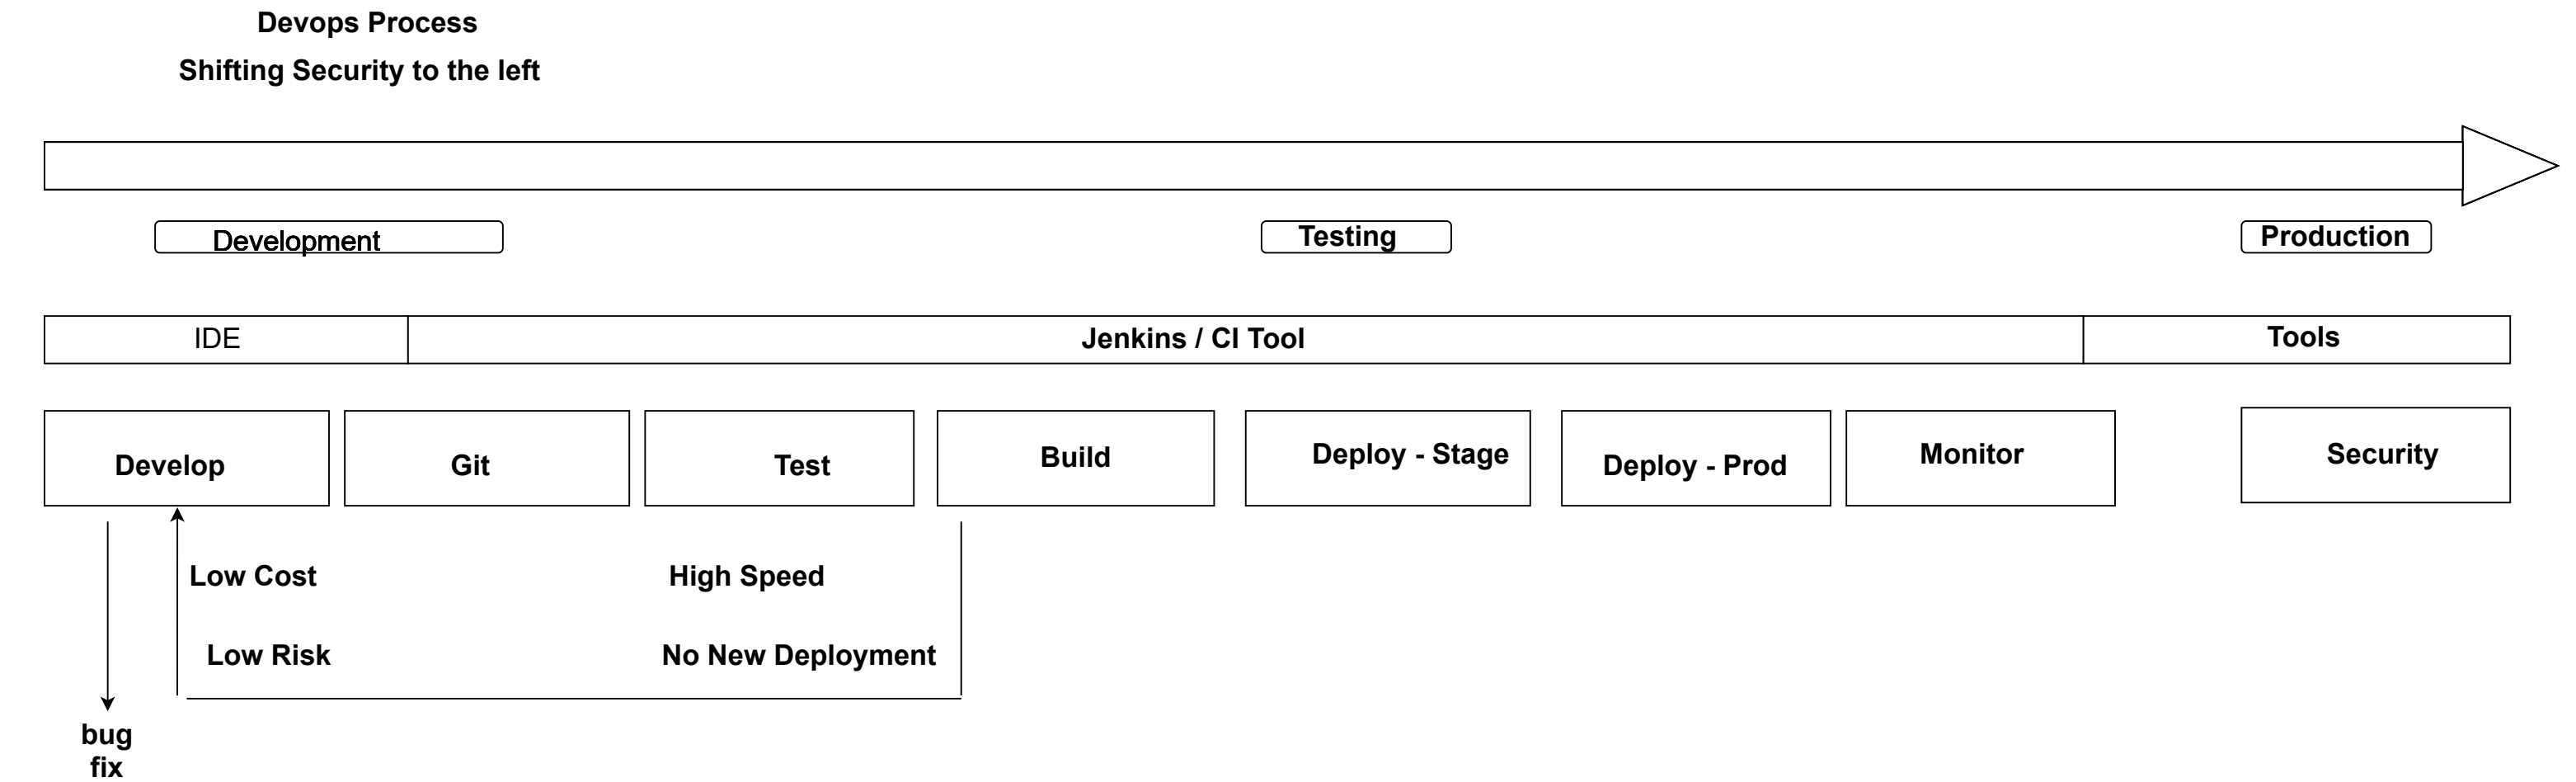 Devops Process
Shifting Security to the left
Development
Testing
Production
IDE
Jenkins / CI Tool
Tools
Develop
Git
Test
Build
Deploy - Stage
Deploy - Prod
Monitor
Security
Low Cost
High Speed
Low Risk
No New Deployment
bug
fix